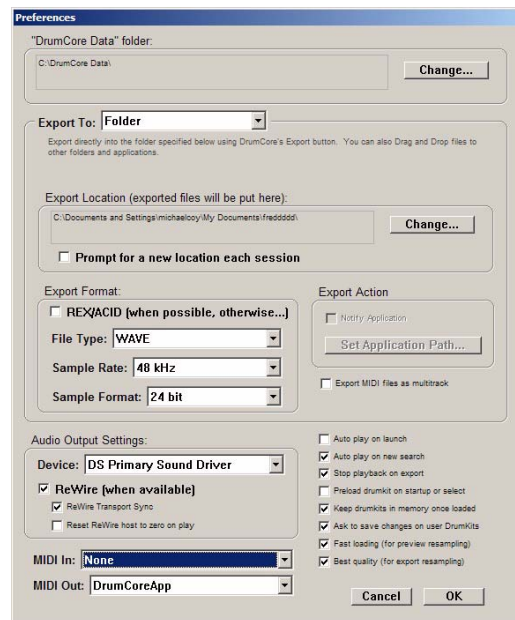 Preferences
"DrumCore Data" folder:
C:\DrumCore Data\
Change...
Export To: Folder
Export directly into the folder specified below using DrumCore's Export button. You can also Drag and Drop files to
other folders and applications.
Export Location (exported files will be put here):
C:\Documents and Settings\michaelcoy\My Documents\freddddd\
Change...
Prompt for a new location each session
Export Format:
REX/ACID (when possible, otherwise...)
File Type: WAVE
Sample Rate: 48 kHz
Sample Format: 24 bit
Export Action
Notify Application
Set Application Path...
Export MIDI files as multitrack
Audio Output Settings:
Device: DS Primary Sound Driver
ReWire (when available)
ReWire Transport Sync
Reset ReWire host to zero on play
MIDI In: None
MIDI Out: DrumCoreApp
Auto play on launch
Auto play on new search
Stop playback on export
Preload drumkit on startup or select
Keep drumkits in memory once loaded
Ask to save changes on user DrumKits
Fast loading (for preview resampling)
Best quality (for export resampling)
Cancel
OK